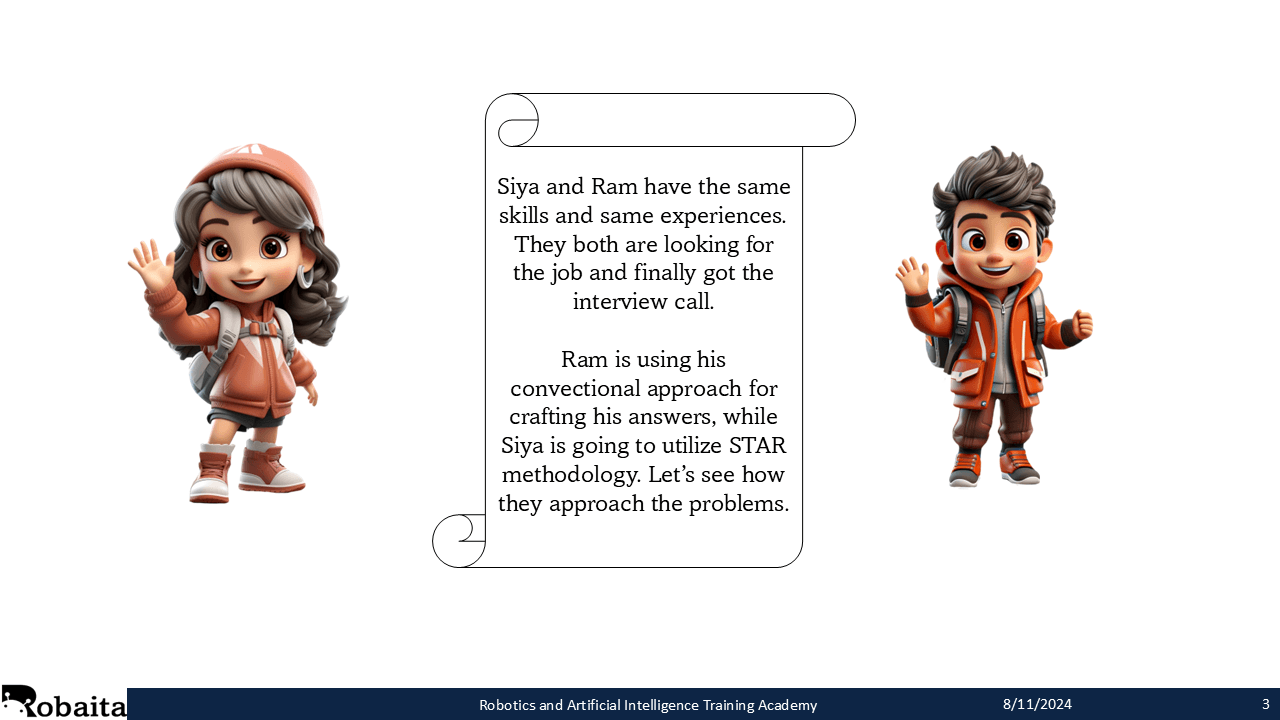 Siya and Ram have the same
skills and same experiences.
They both are looking for
the job and finally got the
interview call.
Ram is using his
convectional approach for
crafting his answers, while
Siya is going to utilize STAR
methodology. Let’s see how
they approach the problems.
Robaita
Robotics and Artificial Intelligence Training Academy
8/11/2024
3